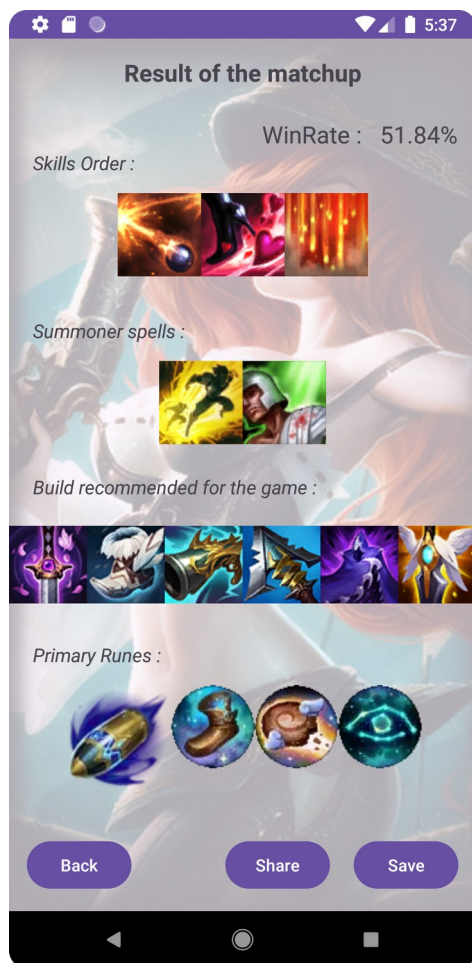 5:37
Result of the matchup
WinRate :   51.84%
Skills Order :
Summoner spells :
Build recommended for the game :
Primary Runes :
Back
Share
Save